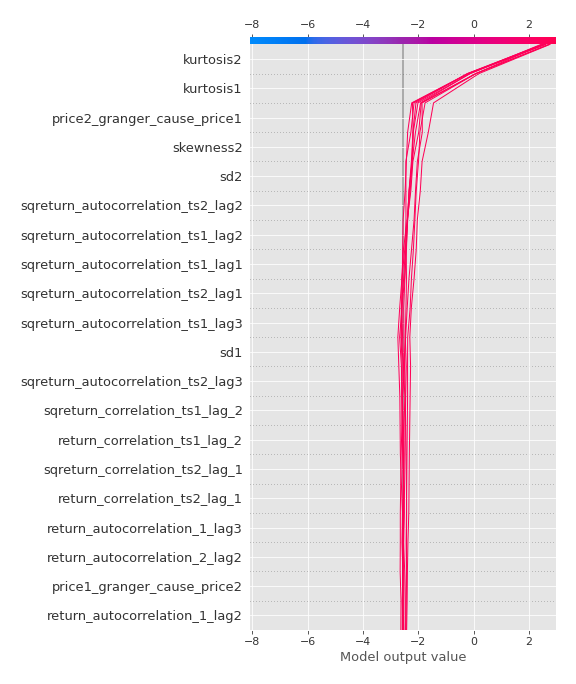 −8 −6 −4 −2 0 2
kurtosis2
kurtosis1
price2_granger_cause_price1
skewness2
sd2
sqreturn_autocorrelation_ts2_lag2
sqreturn_autocorrelation_ts1_lag2
sqreturn_autocorrelation_ts1_lag1
sqreturn_autocorrelation_ts2_lag1
sqreturn_autocorrelation_ts1_lag3
sd1
sqreturn_autocorrelation_ts2_lag3
sqreturn_correlation_ts1_lag_2
return_correlation_ts1_lag_2
sqreturn_correlation_ts2_lag_1
return_correlation_ts2_lag_1
return_autocorrelation_1_lag3
return_autocorrelation_2_lag2
price1_granger_cause_price2
return_autocorrelation_1_lag2
−8 −6 −4 −2 0 2
Model output value